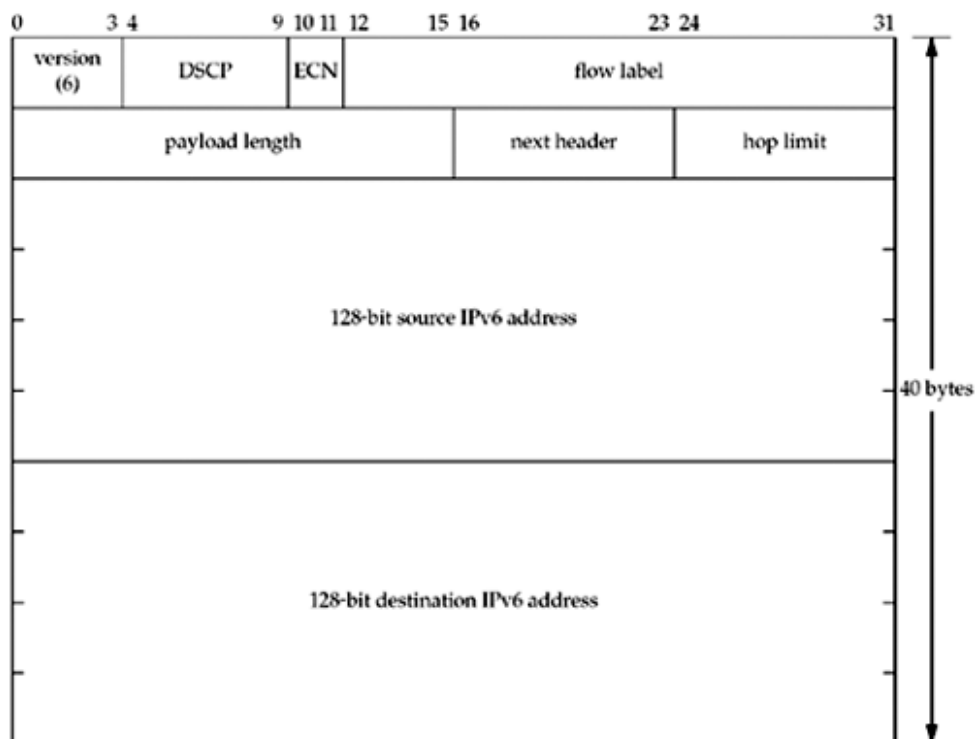 0 3 4 9 10 11 12 15 16 23 24 31
version
(6)
DSCP
ECN
flow label
payload length
next header
hop limit
128-bit source IPv6 address
40 bytes
128-bit destination IPv6 address